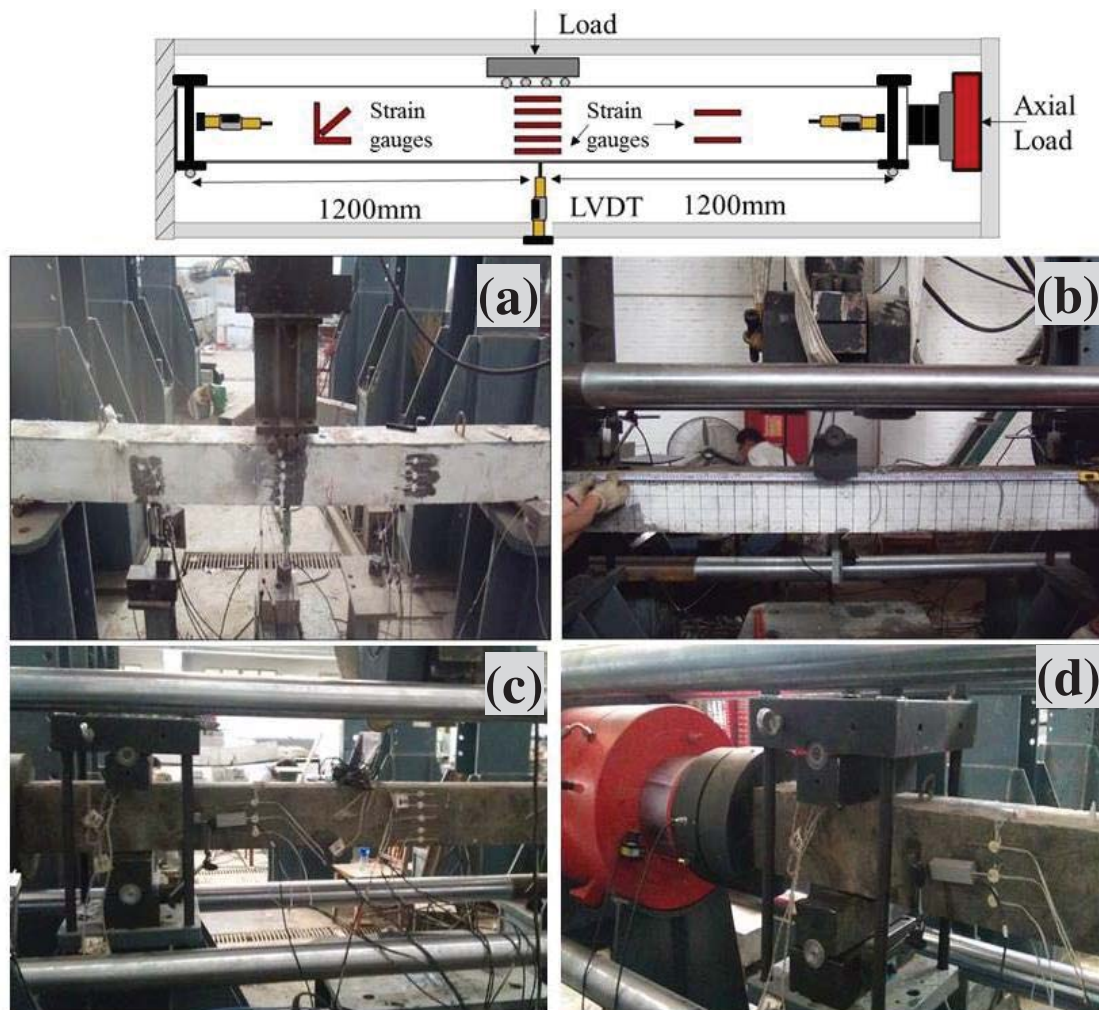 Load
Strain
gauges
Strain
gauges
Axial
Load
1200mm
LVDT
1200mm
(a)
(b)
(c)
(d)